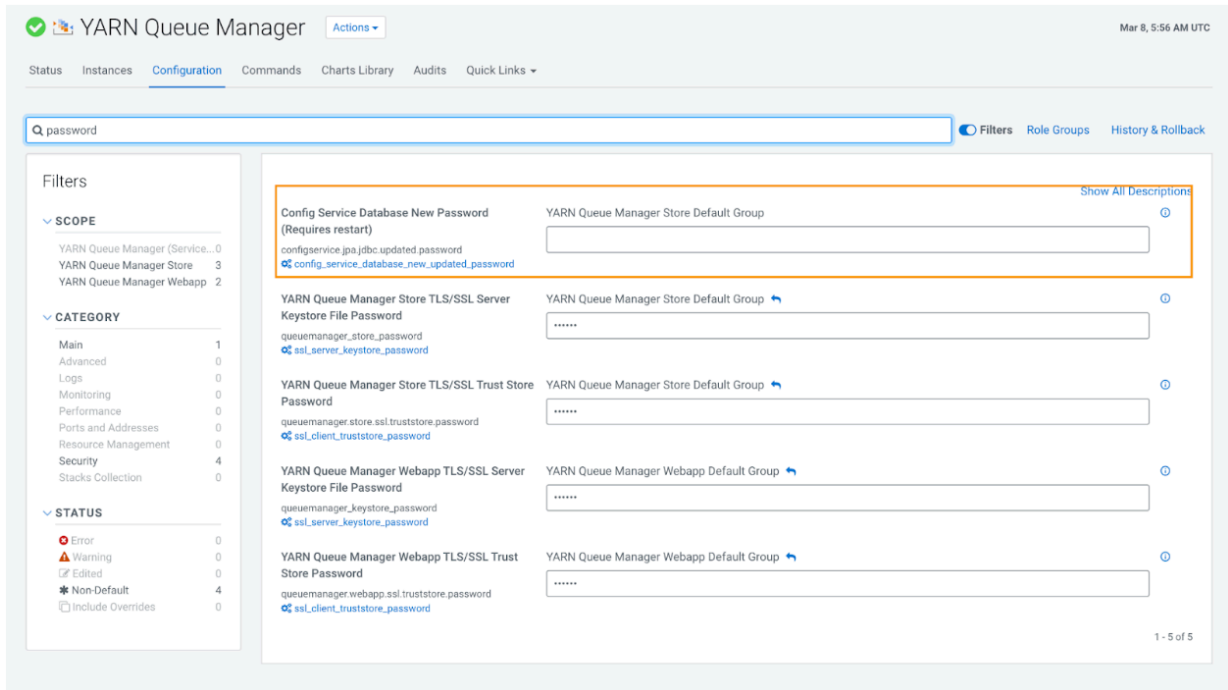 YARN Queue Manager Actions
Mar 8, 5:56 AM UTC
Status Instances Configuration Commands Charts Library Audits Quick Links
password
Filters Role Groups History & Rollback
Filters
SCOPE
YARN Queue Manager (Service... 0
YARN Queue Manager Store 3
YARN Queue Manager Webapp 2
CATEGORY
Main 1
Advanced 0
Logs 0
Monitoring 0
Performance 0
Ports and Addresses 0
Resource Management 0
Security 4
Stacks Collection 0
STATUS
Error 0
Warning 0
Edited 0
Non-Default 4
Include Overrides 0
Show All Descriptions
Config Service Database New Password
(Requires restart)
configservice.jpa.jdbc.updated.password
config_service_database_new_updated_password
YARN Queue Manager Store Default Group
YARN Queue Manager Store TLS/SSL Server
Keystore File Password
queuemanager_store_password
ssl_server_keystore_password
YARN Queue Manager Store Default Group
••••••
YARN Queue Manager Store TLS/SSL Trust Store
Password
queuemanager.store.ssl.truststore.password
ssl_client_truststore_password
YARN Queue Manager Store Default Group
••••••
YARN Queue Manager Webapp TLS/SSL Server
Keystore File Password
queuemanager_keystore_password
ssl_server_keystore_password
YARN Queue Manager Webapp Default Group
••••••
YARN Queue Manager Webapp TLS/SSL Trust
Store Password
queuemanager.webapp.ssl.truststore.password
ssl_client_truststore_password
YARN Queue Manager Webapp Default Group
••••••
1 - 5 of 5